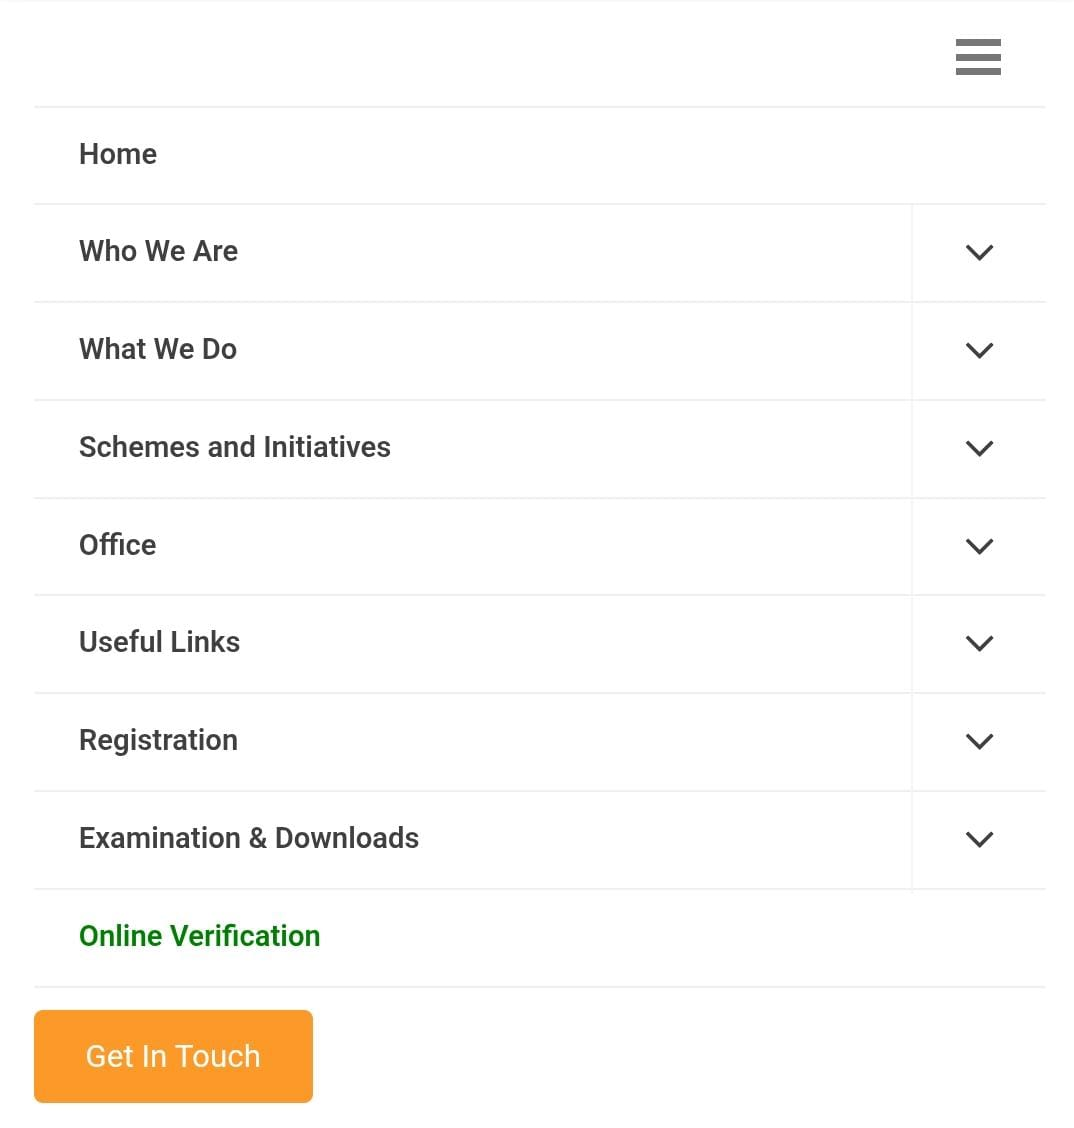 Home
Who We Are
What We Do
Schemes and Initiatives
Office
Useful Links
Registration
Examination & Downloads
Online Verification
Get In Touch